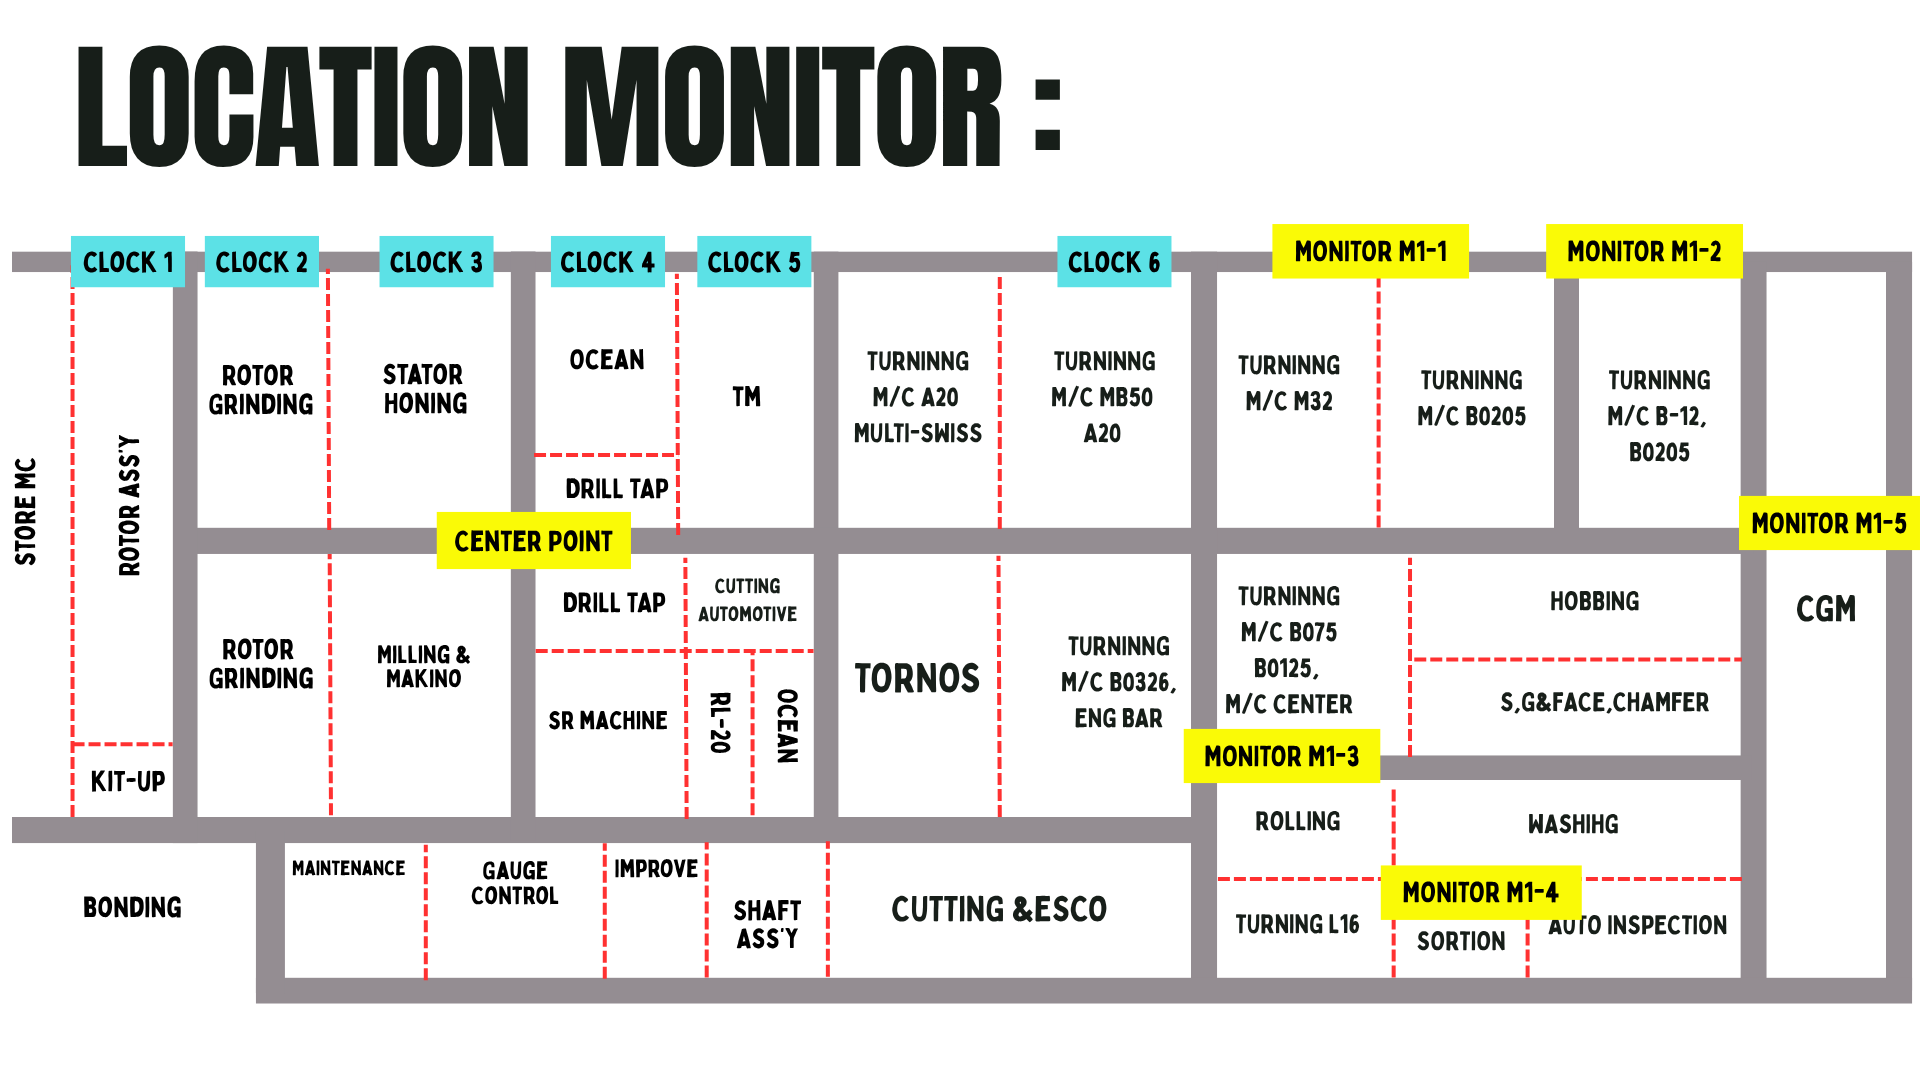 LOCATION MONITOR :
CLOCK 1
CLOCK 2
CLOCK 3
CLOCK 4
CLOCK 5
CLOCK 6
MONITOR M1-1
MONITOR M1-2
STORE MC
ROTOR ASS'Y
ROTOR
GRINDING
STATOR
HONING
OCEAN
DRILL TAP
TM
TURNINNG
M/C A20
MULTI-SWISS
TURNINNG
M/C MB50
A20
TURNINNG
M/C M32
TURNINNG
M/C B0205
TURNINNG
M/C B-12,
B0205
MONITOR M1-5
CENTER POINT
ROTOR
GRINDING
MILLING &
MAKINO
DRILL TAP
CUTTING
AUTOMOTIVE
SR MACHINE
RL-20
OCEAN
TORNOS
TURNINNG
M/C B0326,
ENG BAR
TURNINNG
M/C B075
B0125,
M/C CENTER
HOBBING
S,G&FACE,CHAMFER
CGM
KIT-UP
MONITOR M1-3
ROLLING
WASHIHG
MONITOR M1-4
TURNING L16
SORTION
AUTO INSPECTION
BONDING
MAINTENANCE
GAUGE
CONTROL
IMPROVE
SHAFT
ASS'Y
CUTTING &ESCO